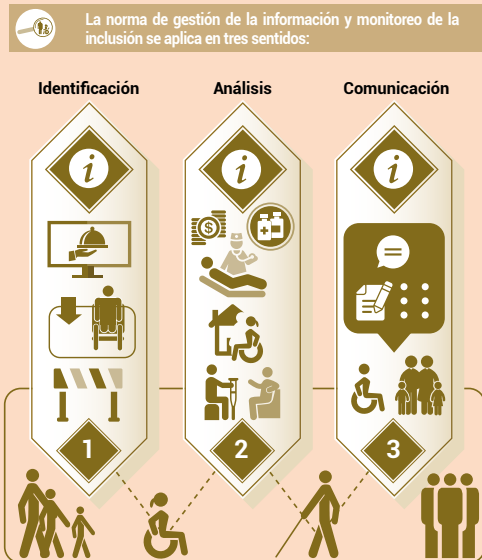 La norma de gestión de la información y monitoreo de la
inclusión se aplica en tres sentidos:
Identificación
Análisis
Comunicación
i
i
i
$
1
2
3